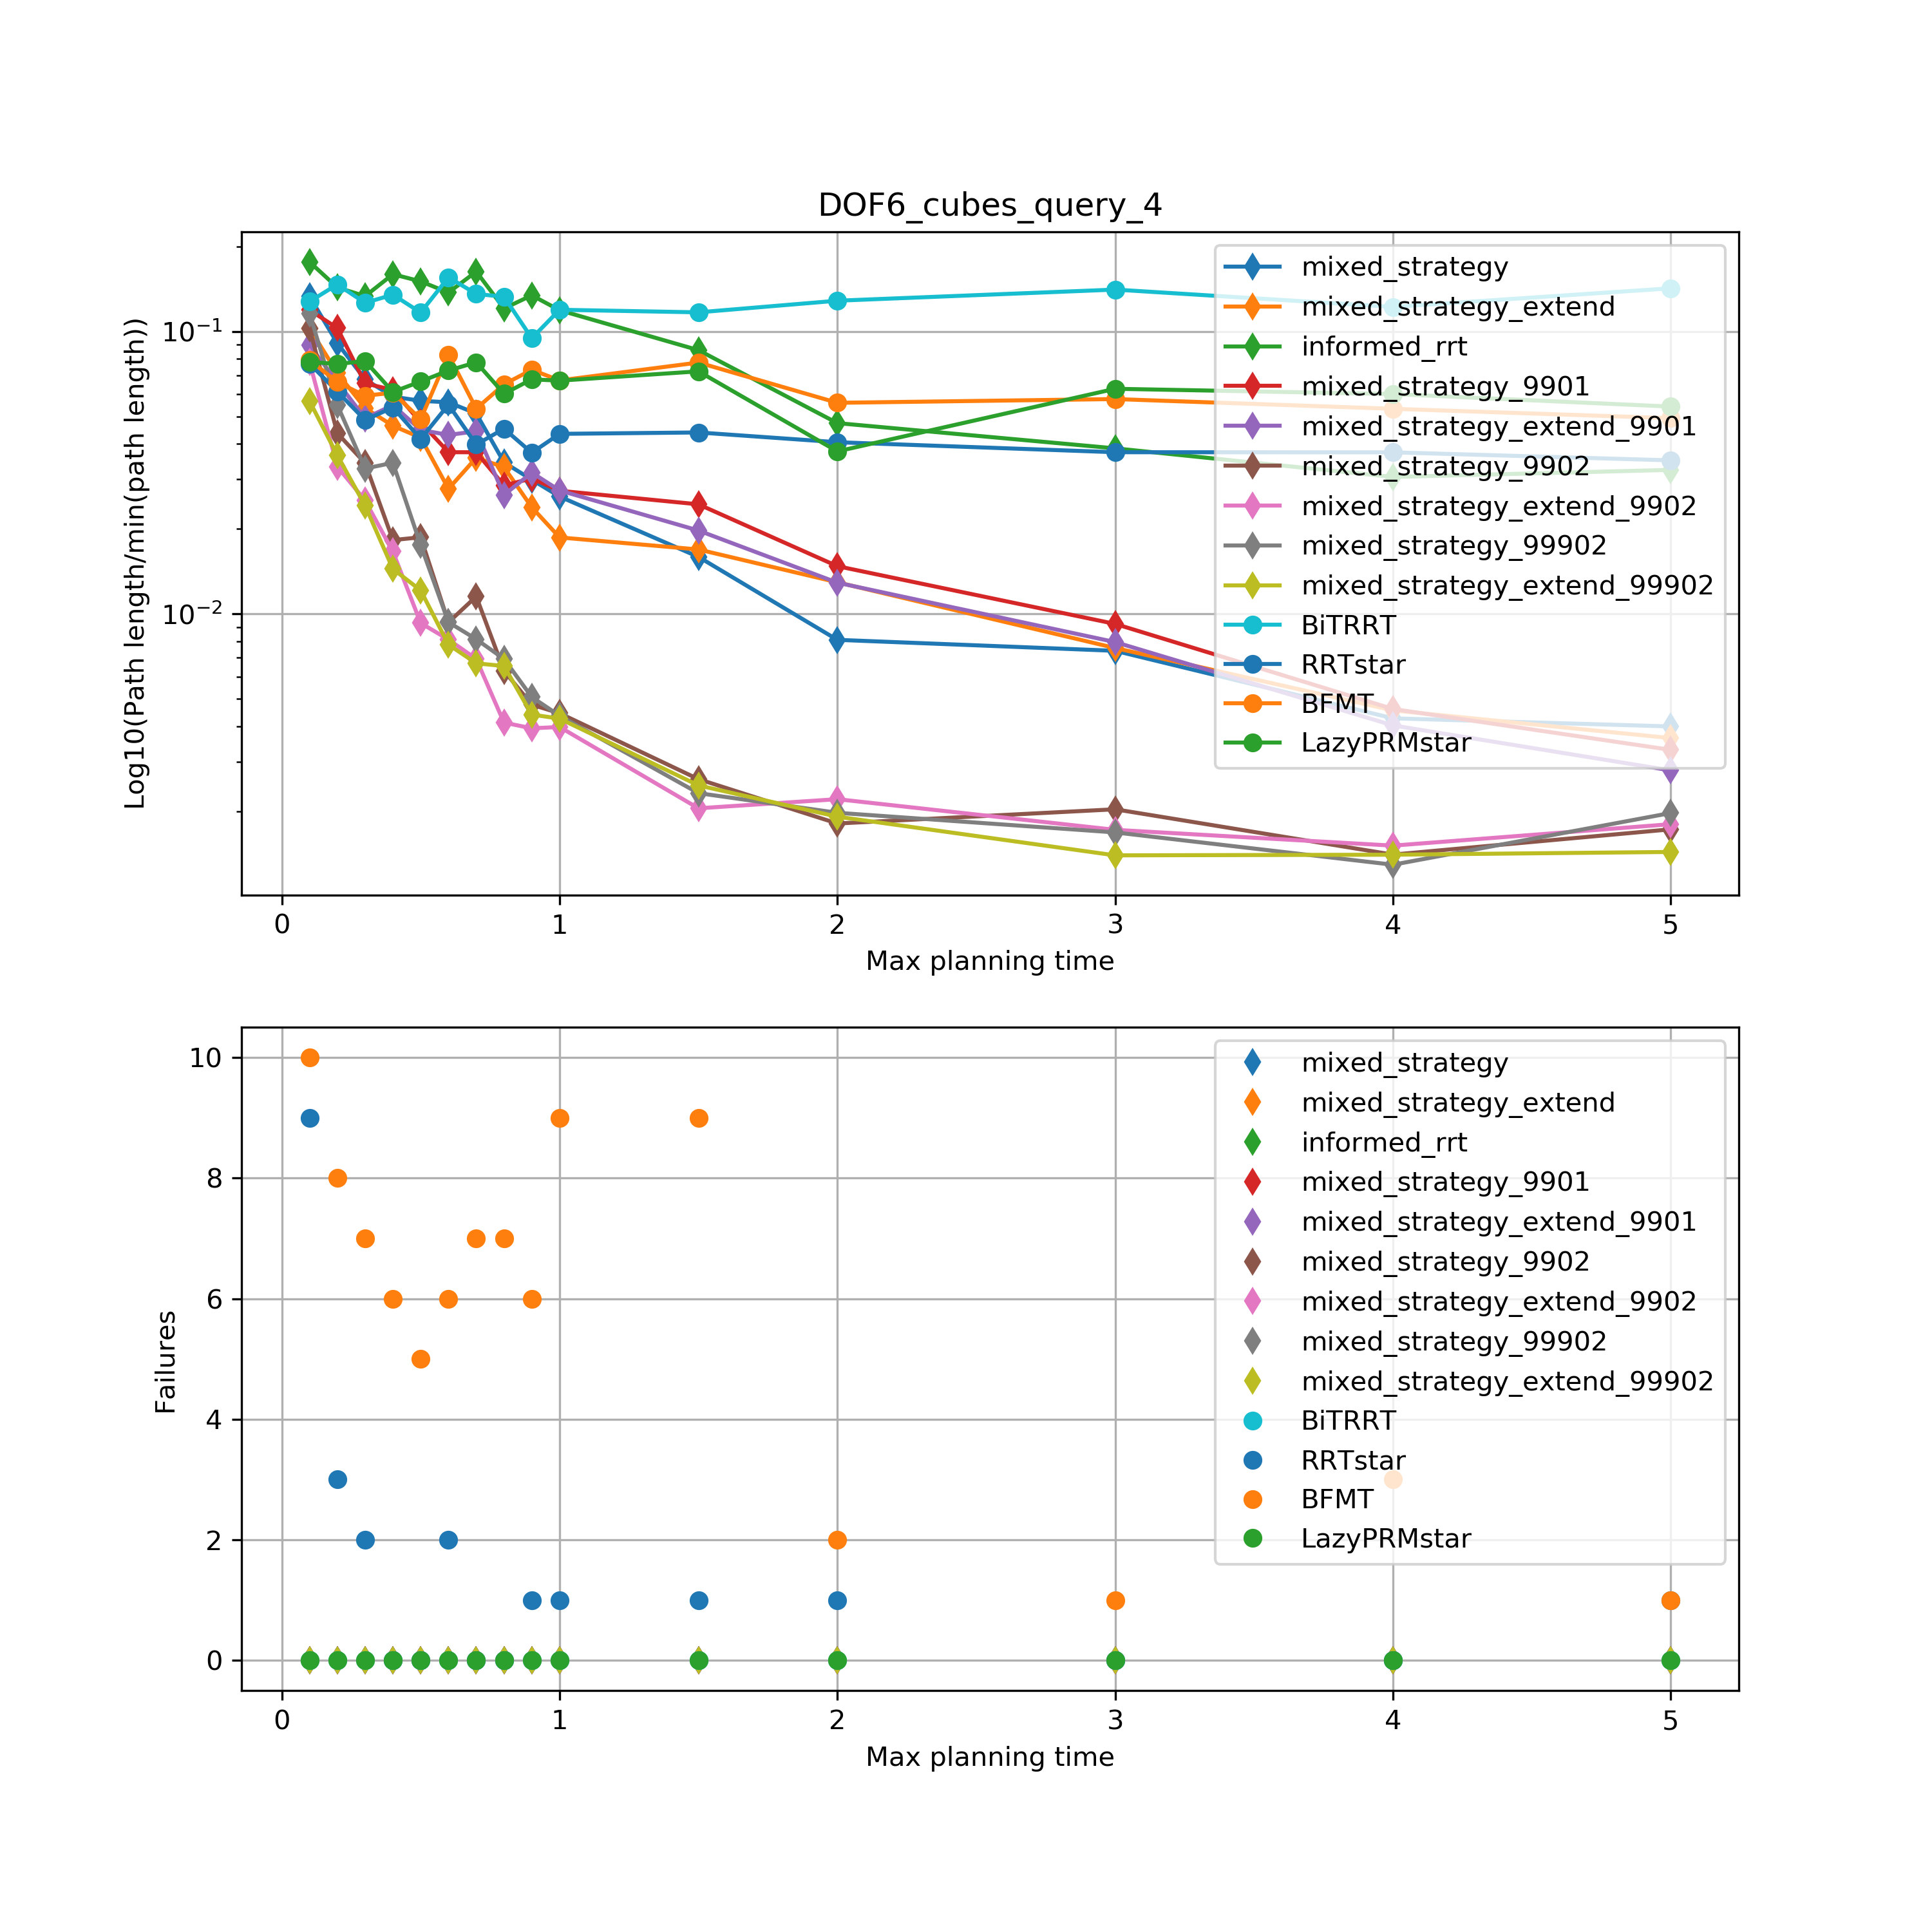 DOF6_cubes_query_4
Log10(Path length/min(path length))
10⁻¹
10⁻²
mixed_strategy
mixed_strategy_extend
informed_rrt
mixed_strategy_9901
mixed_strategy_extend_9901
mixed_strategy_9902
mixed_strategy_extend_9902
mixed_strategy_99902
mixed_strategy_extend_99902
BiTRRT
RRTstar
BFMT
LazyPRMstar
0 1 2 3 4 5
Max planning time
Failures
10
8
6
4
2
0
mixed_strategy
mixed_strategy_extend
informed_rrt
mixed_strategy_9901
mixed_strategy_extend_9901
mixed_strategy_9902
mixed_strategy_extend_9902
mixed_strategy_99902
mixed_strategy_extend_99902
BiTRRT
RRTstar
BFMT
LazyPRMstar
0 1 2 3 4 5
Max planning time